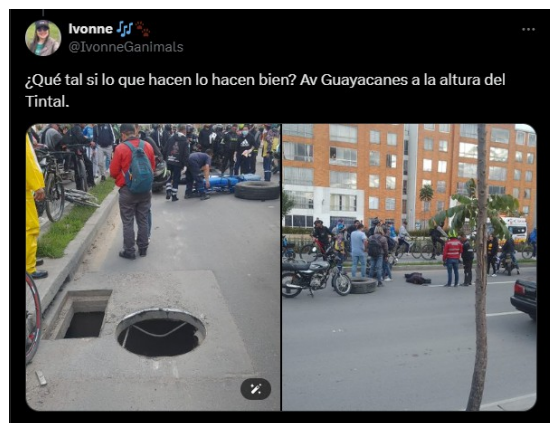 Ivonne 🎶🐾
@IvonneGanimals
¿Qué tal si lo que hacen lo hacen bien? Av Guayacanes a la altura del
Tintal.